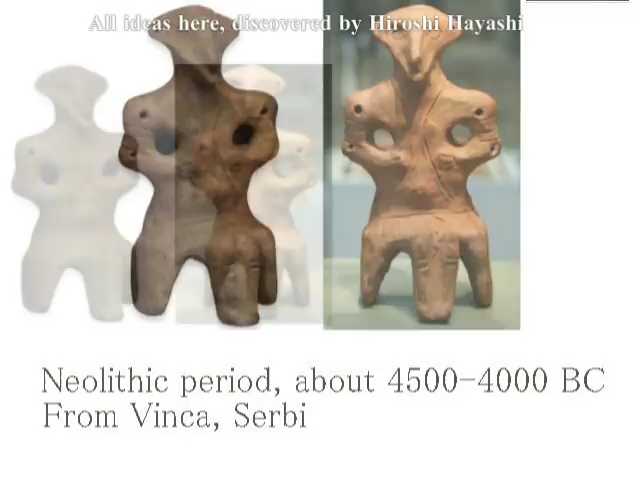 All ideas here, discovered by Hiroshi Hayashi
Neolithic period, about 4500-4000 BC
From Vinca, Serbi